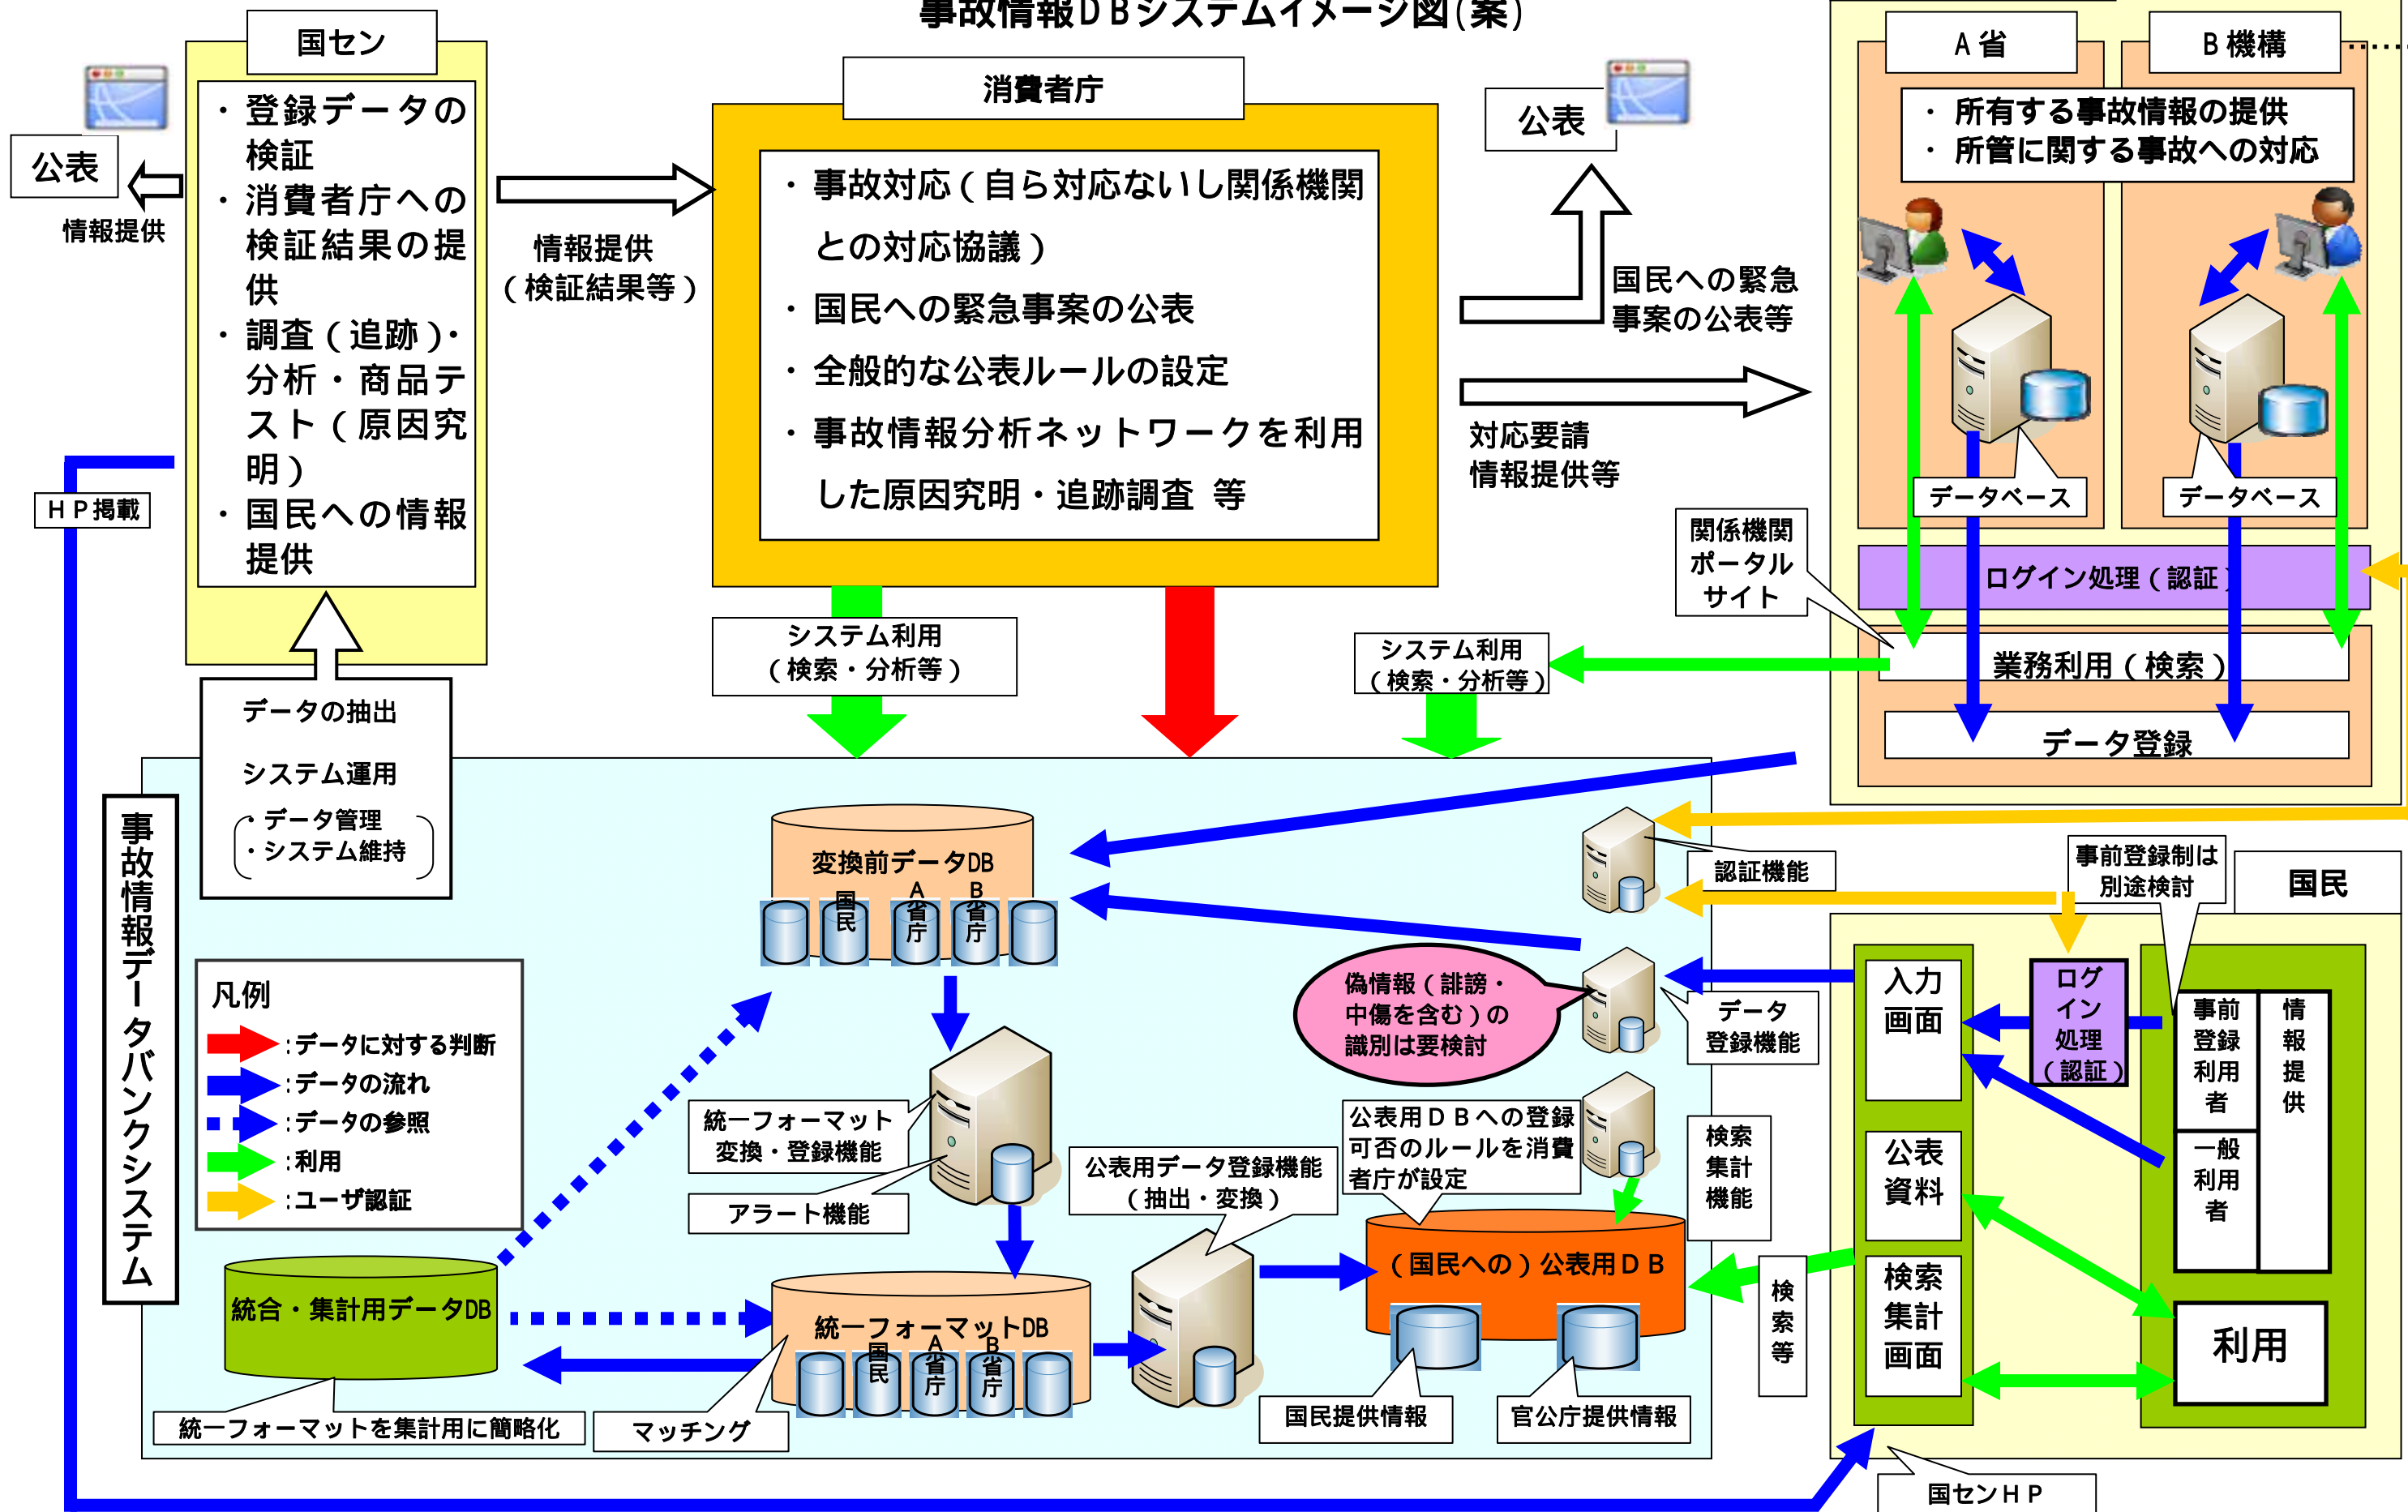 事故情報DBシステムイメージ図(案)
国セン
・登録データの
検証
・消費者庁への
検証結果の提
供
・調査(追跡)・
分析・商品テ
スト(原因究
明)
・国民への情報
提供
公表
情報提供
HP掲載
情報提供
(検証結果等)
消費者庁
・事故対応(自ら対応ないし関係機関
との対応協議)
・国民への緊急事案の公表
・全般的な公表ルールの設定
・事故情報分析ネットワークを利用
した原因究明・追跡調査 等
公表
国民への緊急
事案の公表等
対応要請
情報提供等
A省
B機構
・所有する事故情報の提供
・所管に関する事故への対応
データベース
データベース
関係機関
ポータル
サイト
ログイン処理(認証)
業務利用(検索)
データ登録
システム利用
(検索・分析等)
システム利用
(検索・分析等)
データの抽出
システム運用
・データ管理
・システム維持
事故情報データバンクシステム
凡例
:データに対する判断
:データの流れ
:データの参照
:利用
:ユーザ認証
変換前データDB
国民
A省庁
B省庁
認証機能
偽情報(誹謗・
中傷を含む)の
識別は要検討
データ
登録機能
統一フォーマット
変換・登録機能
アラート機能
公表用データ登録機能
(抽出・変換)
公表用DBへの登録
可否のルールを消費
者庁が設定
検索
集計
機能
(国民への)公表用DB
国民提供情報
官公庁提供情報
検索等
統合・集計用データDB
統一フォーマットを集計用に簡略化
統一フォーマットDB
国民
A省庁
B省庁
マッチング
事前登録制は
別途検討
国民
入力
画面
公表
資料
検索
集計
画面
ログ
イン
処理
(認証)
事前
登録
利用
者
一般
利用
者
情報提供
利用
国センHP